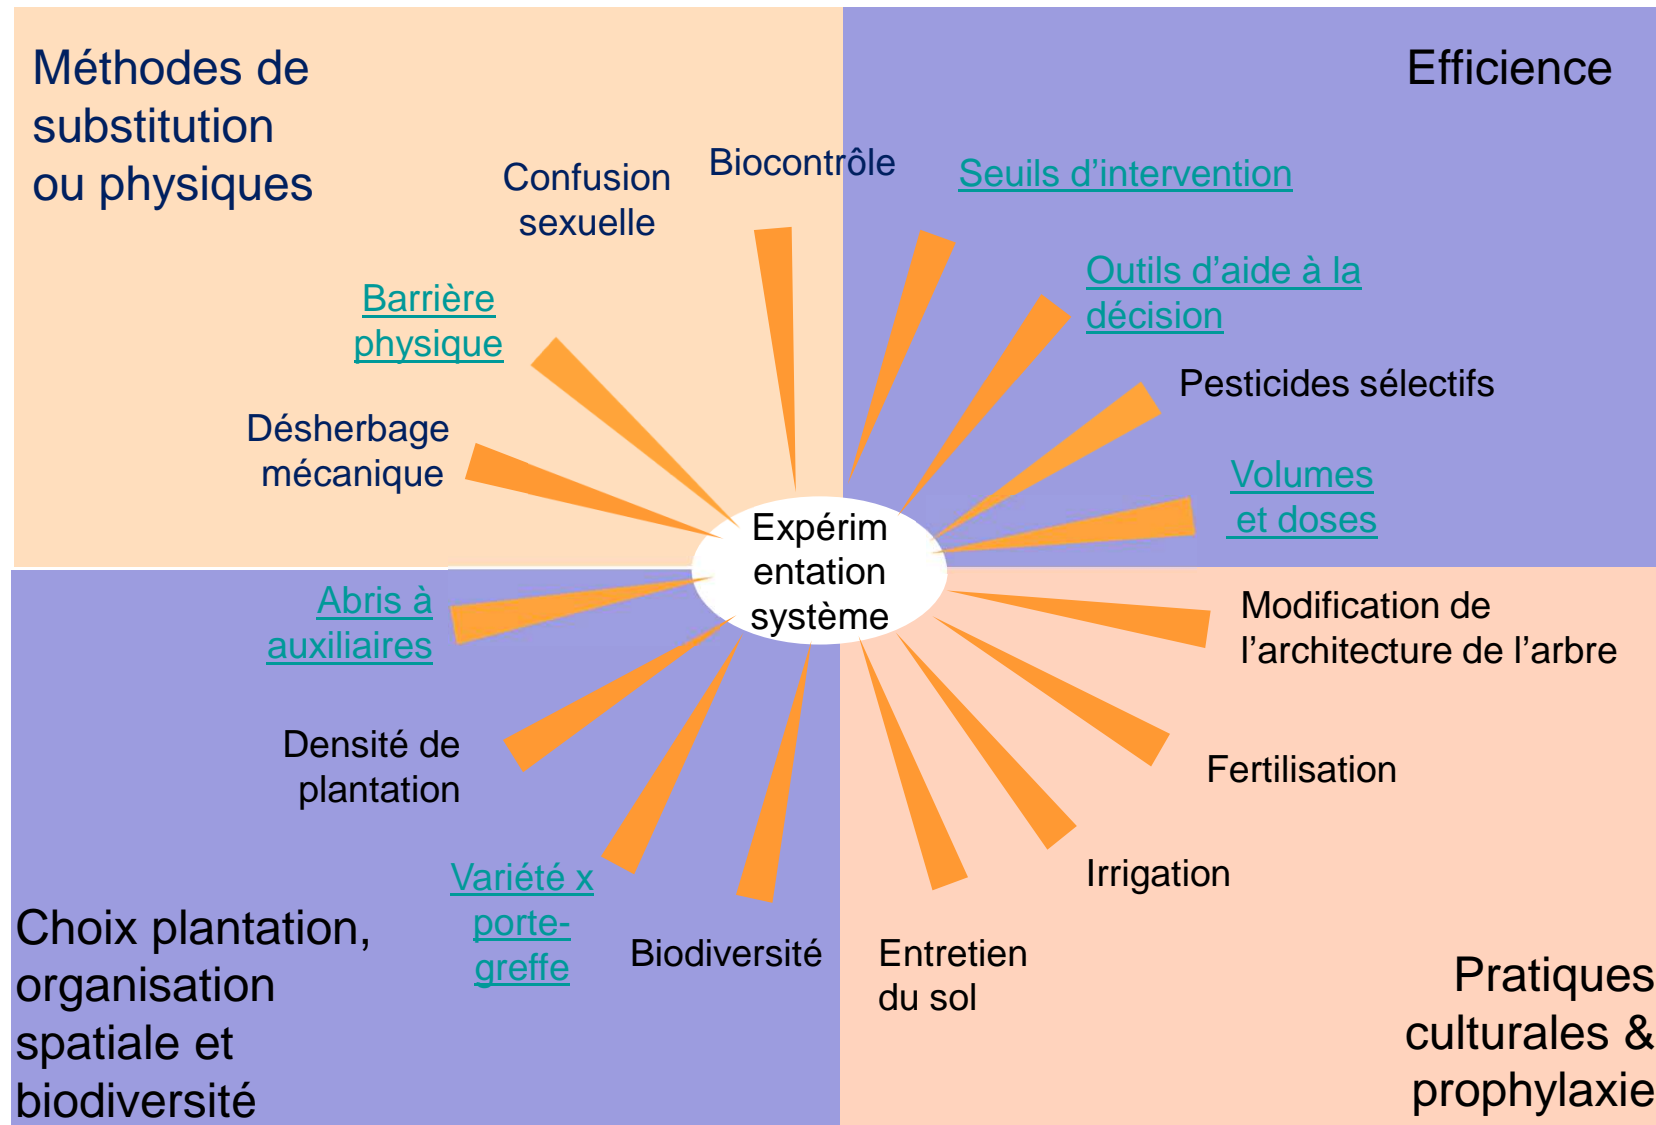 Méthodes de
substitution
ou physiques
Efficience
Biocontrôle
Confusion
sexuelle
Seuils d’intervention
Barrière
physique
Outils d’aide à la
décision
Pesticides sélectifs
Désherbage
mécanique
Volumes
et doses
Expérim
entation
système
Abris à
auxiliaires
Modification de
l’architecture de l’arbre
Densité de
plantation
Fertilisation
Variété x
porte-
greffe
Irrigation
Biodiversité
Entretien
du sol
Choix plantation,
organisation
spatiale et
biodiversité
Pratiques
culturales &
prophylaxie